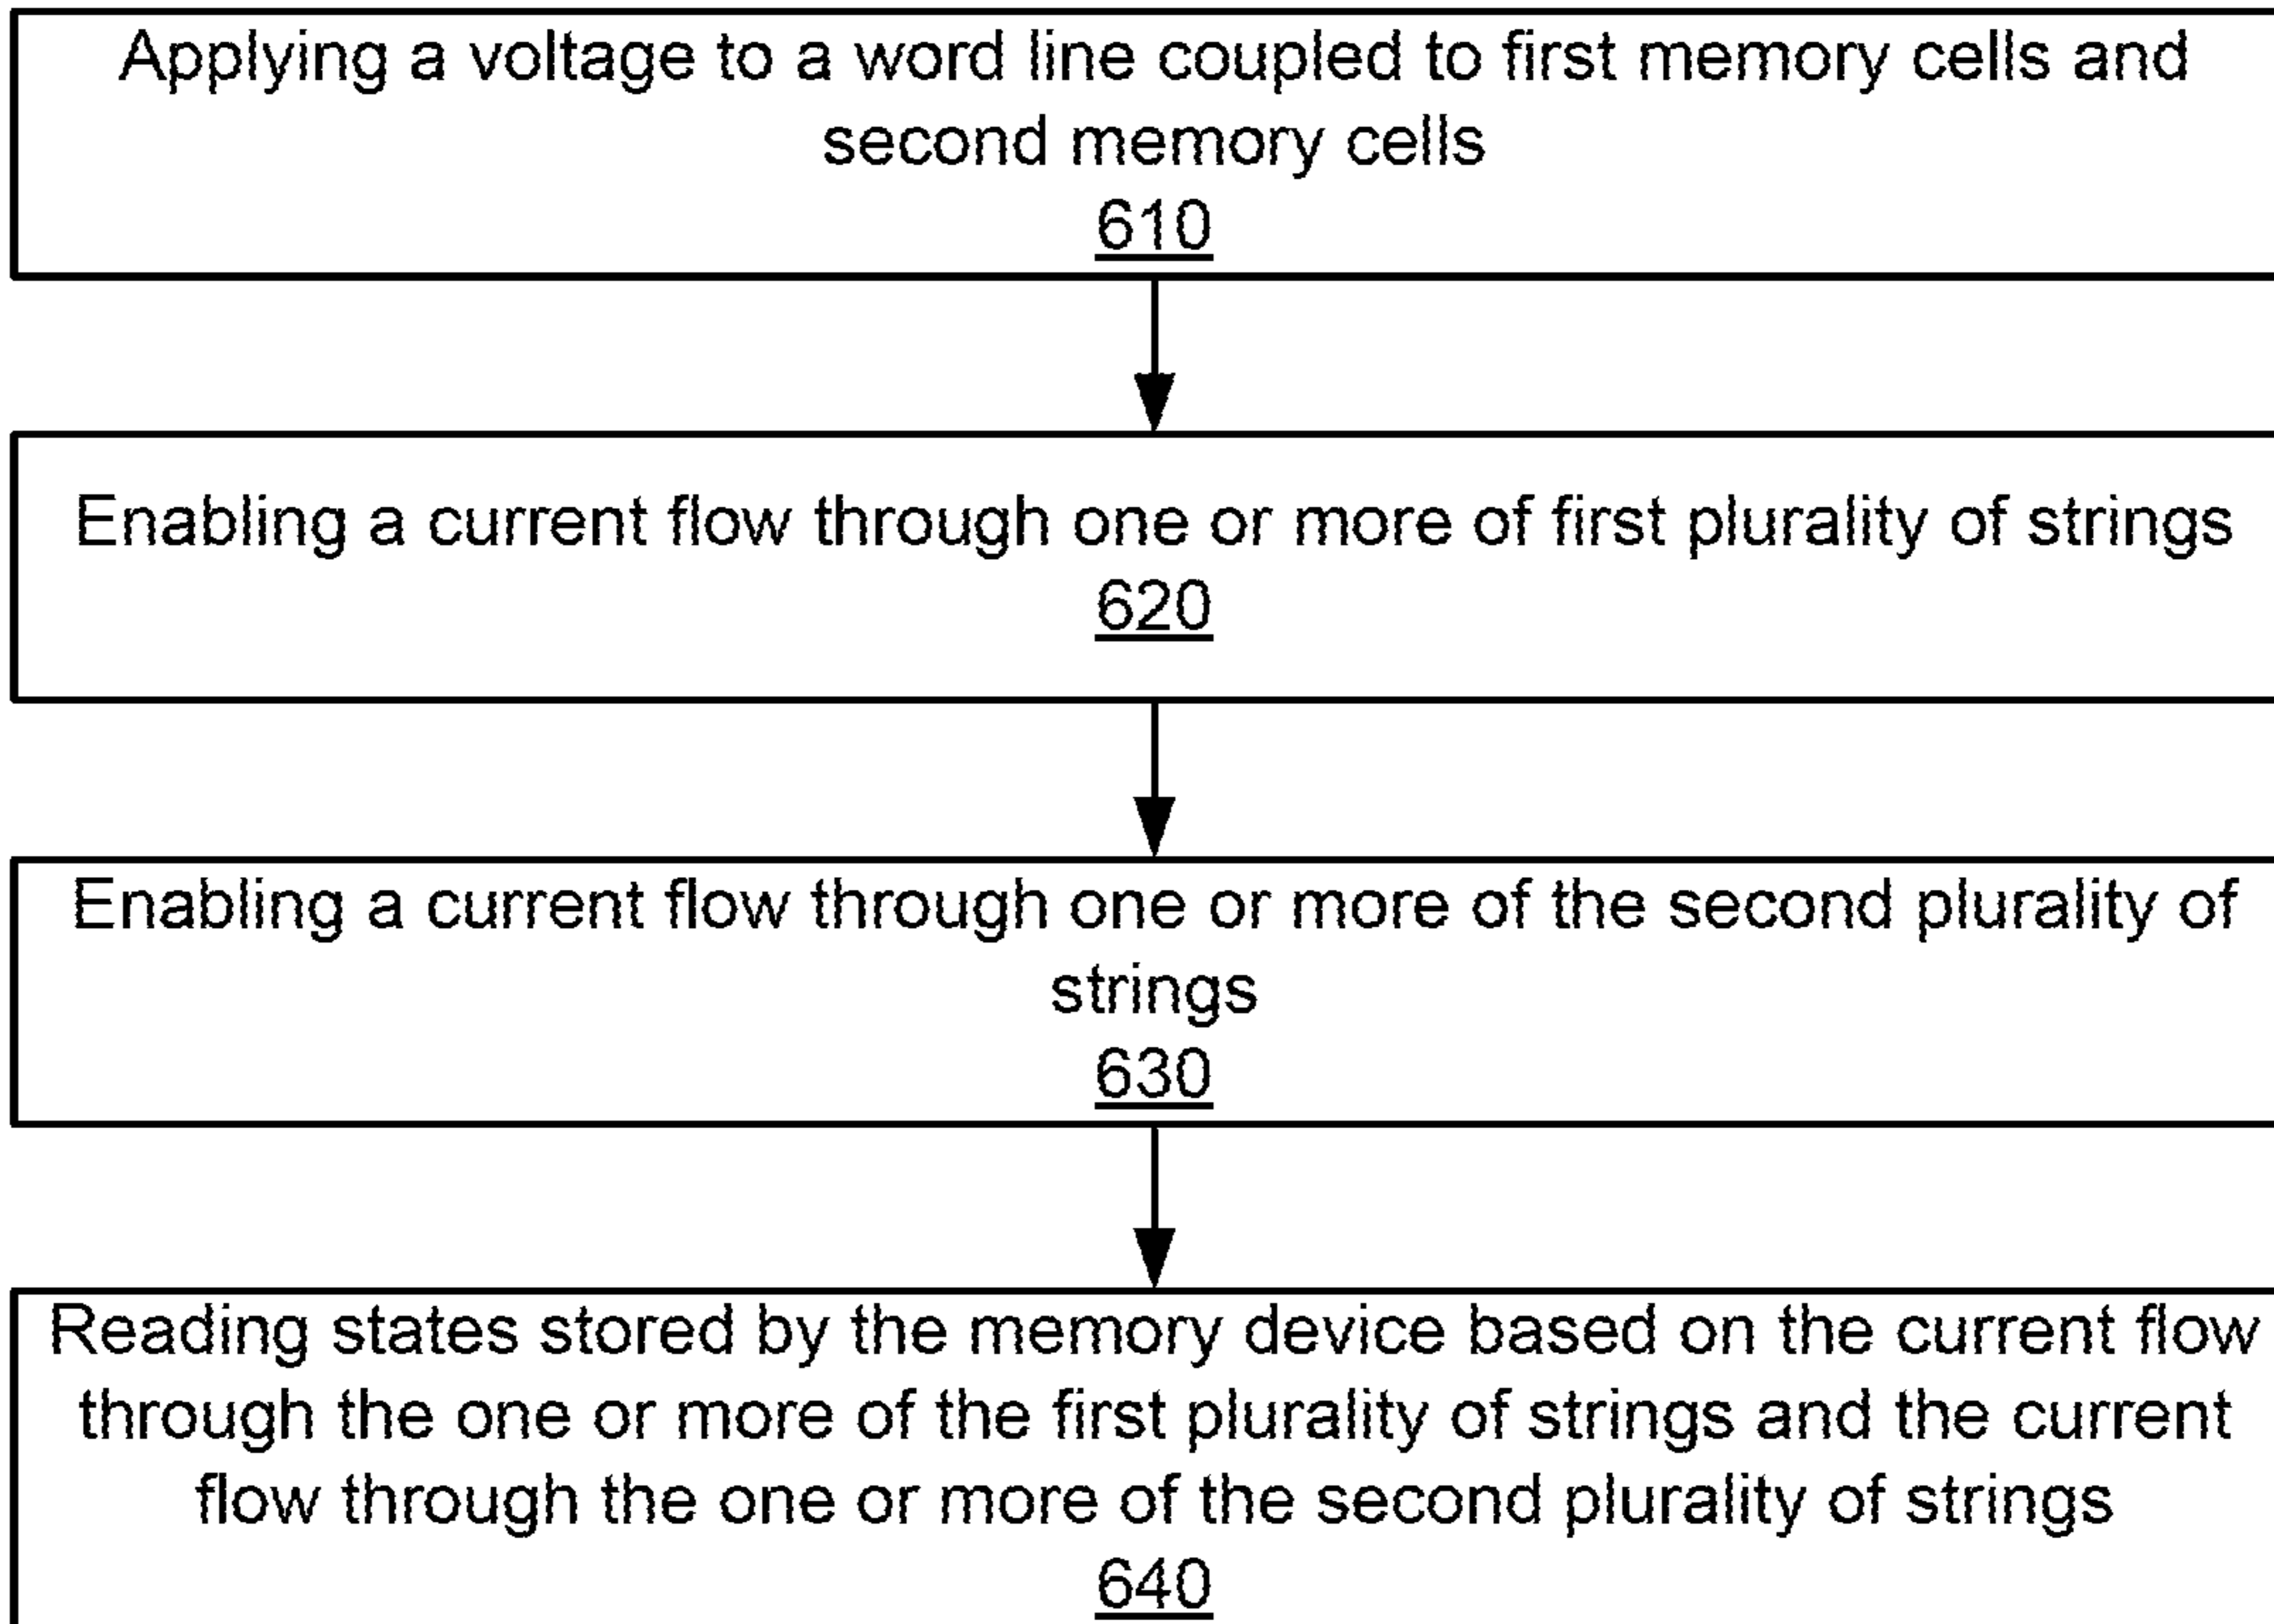 Applying a voltage to a word line coupled to first memory cells and
second memory cells
610
Enabling a current flow through one or more of first plurality of strings
620
Enabling a current flow through one or more of the second plurality of
strings
630
Reading states stored by the memory device based on the current flow
through the one or more of the first plurality of strings and the current
flow through the one or more of the second plurality of strings
640